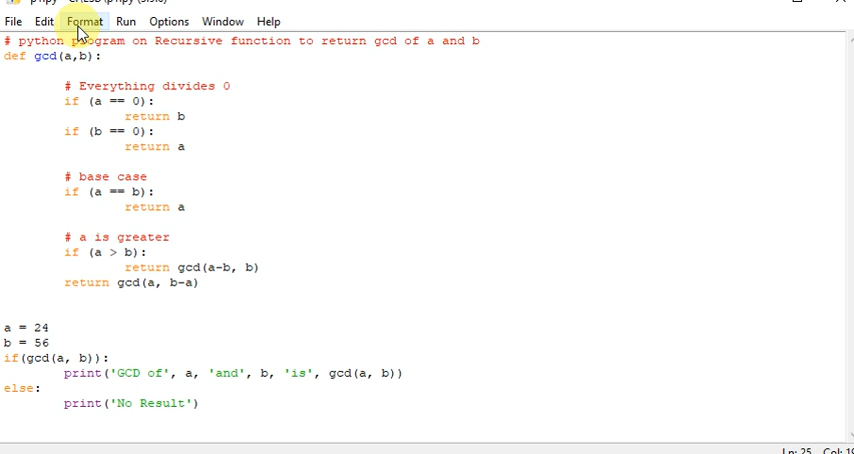 File Edit Format Run Options Window Help
# python program on Recursive function to return gcd of a and b
def gcd(a,b):
# Everything divides 0
if (a == 0):
return b
if (b == 0):
return a
# base case
if (a == b):
return a
# a is greater
if (a > b):
return gcd(a-b, b)
return gcd(a, b-a)
a = 24
b = 56
if(gcd(a, b)):
print('GCD of', a, 'and', b, 'is', gcd(a, b))
else:
print('No Result')
Ln: 25